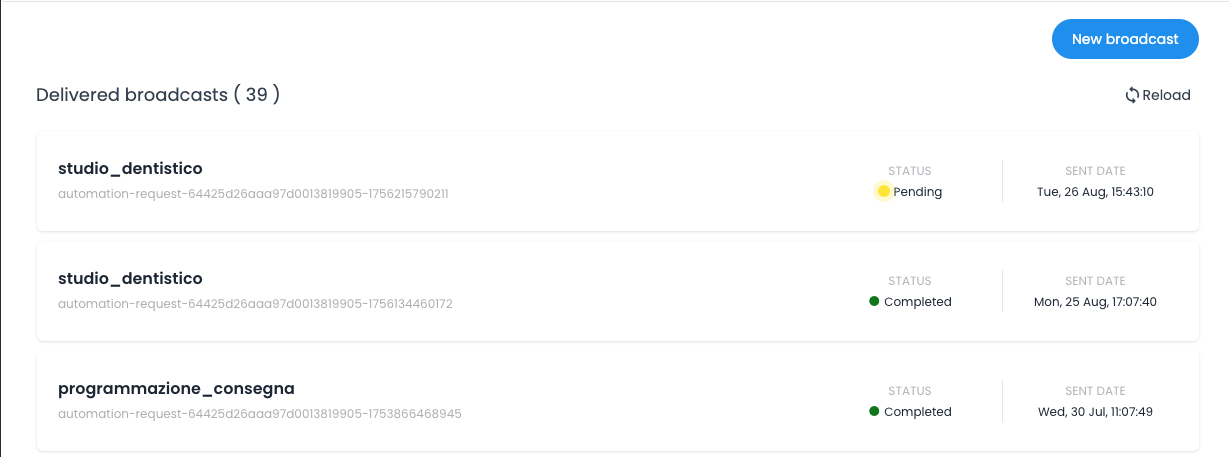 New broadcast
Delivered broadcasts ( 39 )
Reload
studio_dentistico
automation-request-64425d26aaa97d0013819905-1756215790211
STATUS
Pending
SENT DATE
Tue, 26 Aug, 15:43:10
studio_dentistico
automation-request-64425d26aaa97d0013819905-1756134460172
STATUS
Completed
SENT DATE
Mon, 25 Aug, 17:07:40
programmazione_consegna
automation-request-64425d26aaa97d0013819905-1753866468945
STATUS
Completed
SENT DATE
Wed, 30 Jul, 11:07:49